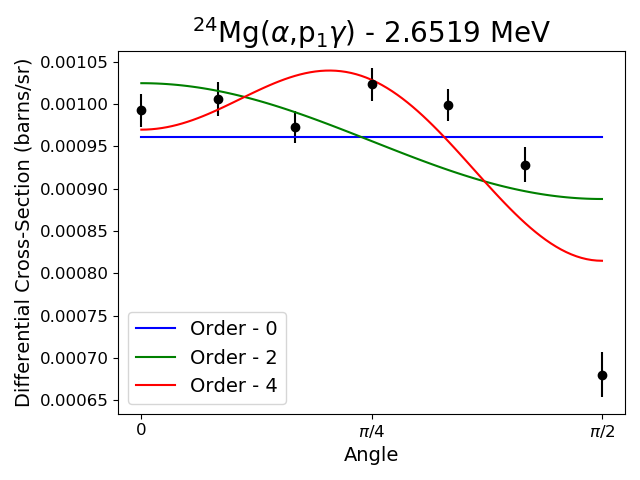 ²⁴Mg(α,p₁γ) - 2.6519 MeV
Differential Cross-Section (barns/sr)
0.00105
0.00100
0.00095
0.00090
0.00085
0.00080
0.00075
0.00070
0.00065
Order - 0
Order - 2
Order - 4
0 π/4 π/2
Angle